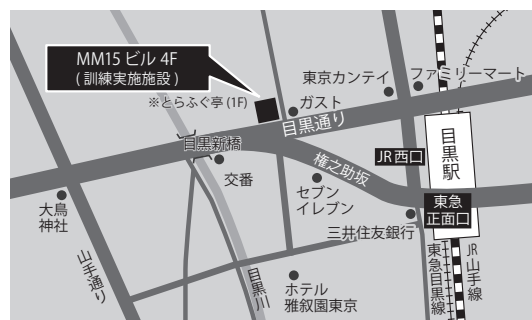 MM15 ビル 4F
( 訓練実施施設 )
※とらふぐ亭 (1F)
ガスト
東京カンテイ
ファミリーマート
目黒通り
目黒新橋
交番
権之助坂
JR 西口
目黒駅
セブン
イレブン
東急
正面口
三井住友銀行
大鳥
神社
山手通り
目黒川
ホテル
雅叙園東京
東急目黒線
JR
山手線